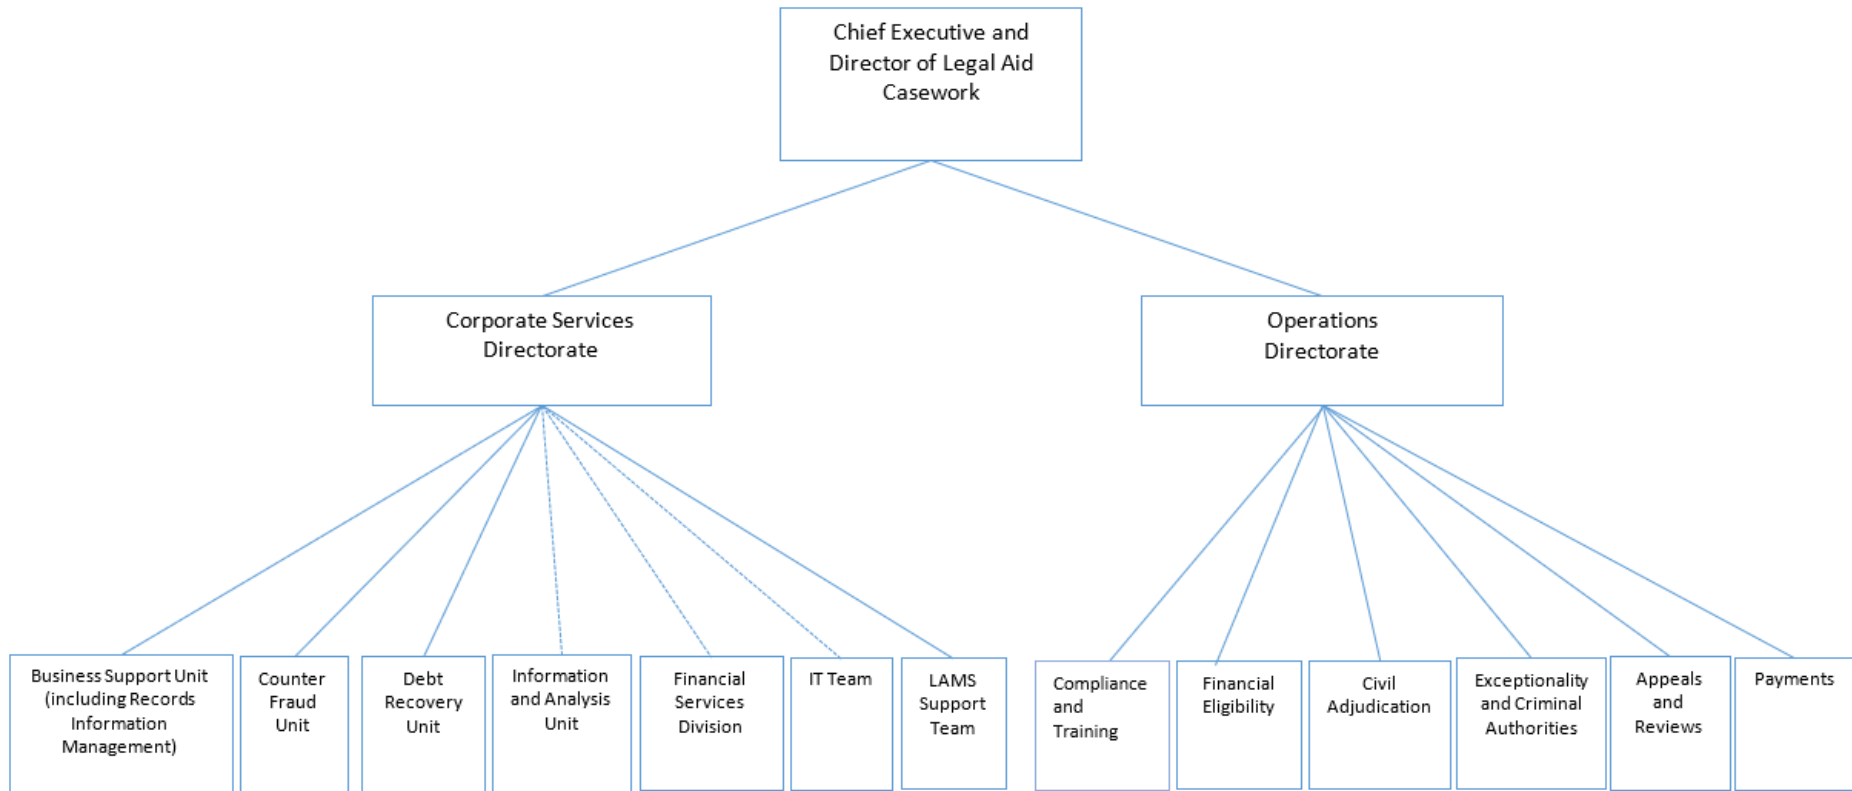 Chief Executive and
Director of Legal Aid
Casework
Corporate Services
Directorate
Operations
Directorate
Business Support Unit
(including Records
Information
Management)
Counter
Fraud
Unit
Debt
Recovery
Unit
Information
and Analysis
Unit
Financial
Services
Division
IT Team
LAMS
Support
Team
Compliance
and
Training
Financial
Eligibility
Civil
Adjudication
Exceptionality
and Criminal
Authorities
Appeals
and
Reviews
Payments